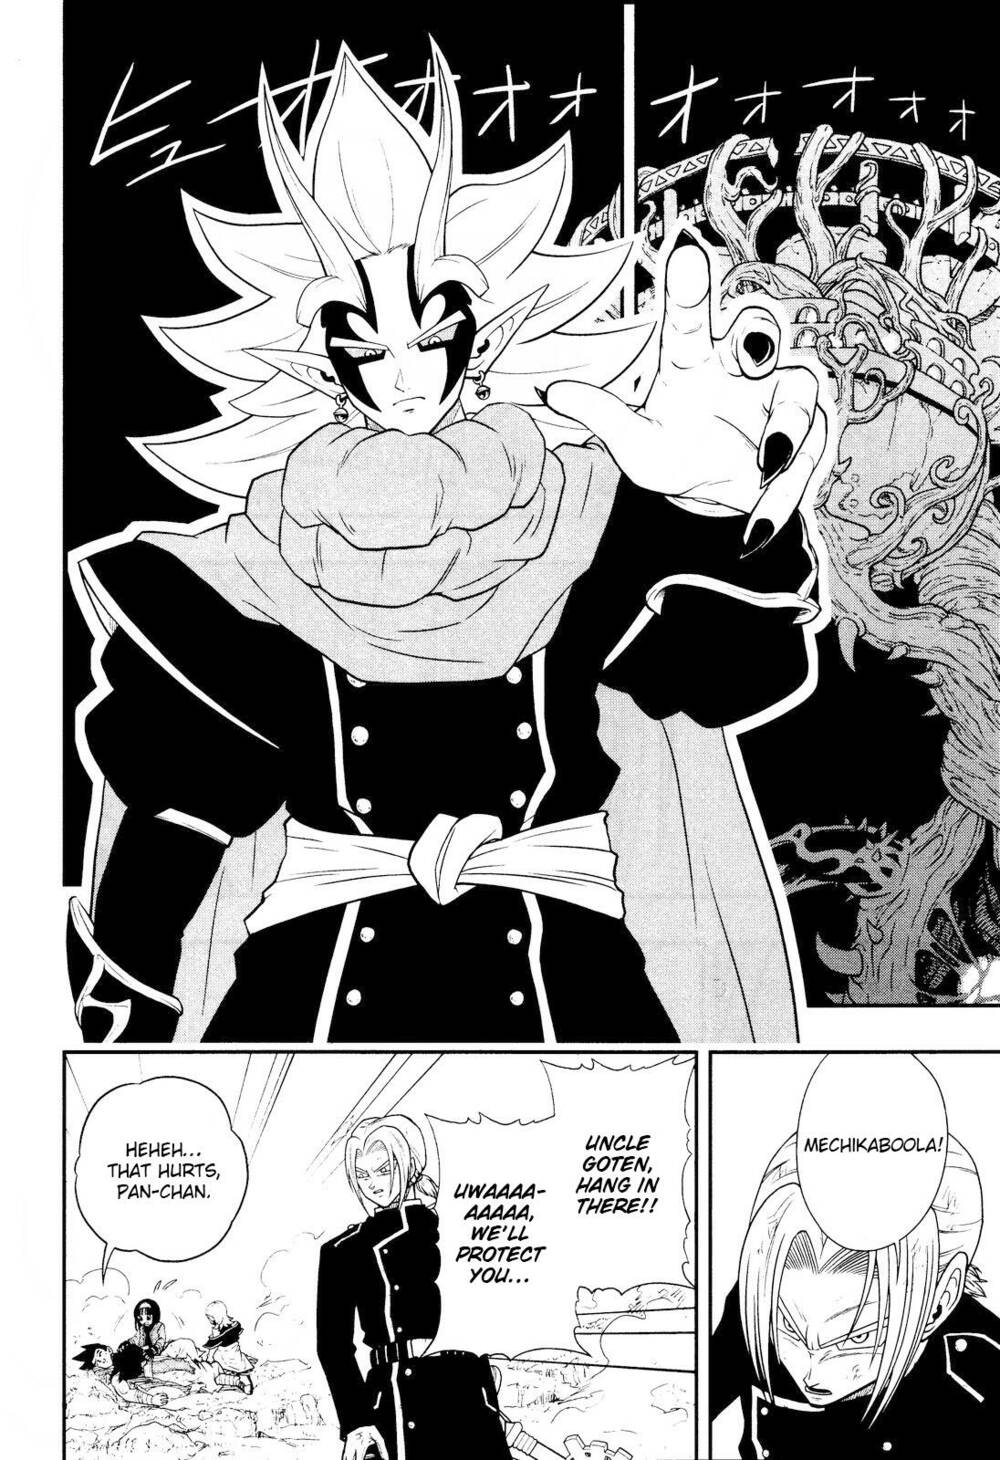 ヒュオオオオオ
オオオオオ
MECHIKABOOLA!
UNCLE
GOTEN,
HANG IN
THERE!!
UWAAAA-
AAAAA,
WE'LL
PROTECT
YOU...
HEHEH...
THAT HURTS,
PAN-CHAN.